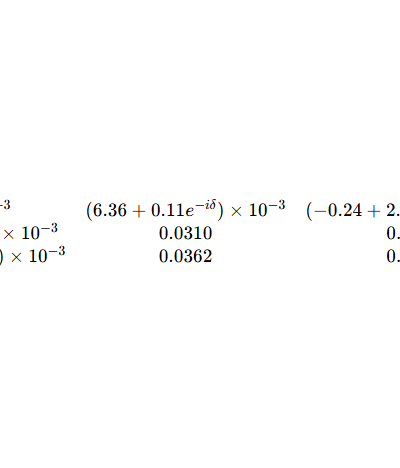 −3 (6.36 + 0.11e^{−iδ}) × 10^{−3} (−0.24 + 2.
× 10^{−3} 0.0310 0.
) × 10^{−3} 0.0362 0.